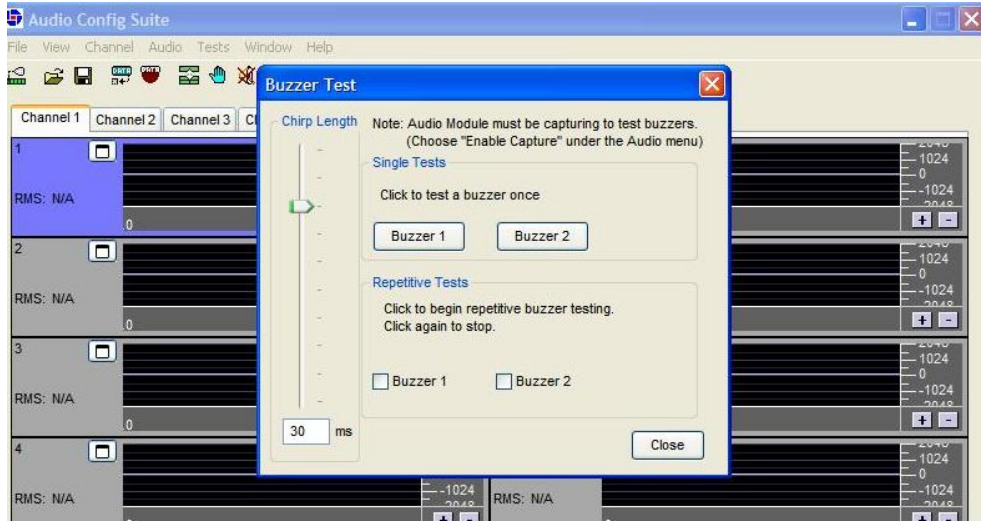 Audio Config Suite
File View Channel Audio Tests Window Help
Buzzer Test
Channel 1 Channel 2 Channel 3
Chirp Length
Note: Audio Module must be capturing to test buzzers.
(Choose "Enable Capture" under the Audio menu)
Single Tests
Click to test a buzzer once
Buzzer 1 Buzzer 2
Repetitive Tests
Click to begin repetitive buzzer testing.
Click again to stop.
Buzzer 1 Buzzer 2
30 ms
Close
1
RMS: N/A
0
1024
0
-1024
+ -
2
RMS: N/A
0
1024
0
-1024
+ -
3
RMS: N/A
0
1024
0
-1024
+ -
4
RMS: N/A
-1024
RMS: N/A
1024
0
-1024
+ - + -